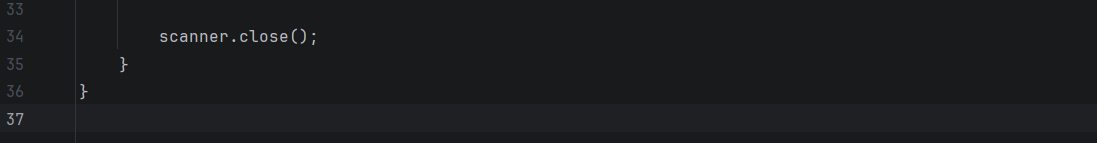 33
34 scanner.close();
35 }
36 }
37